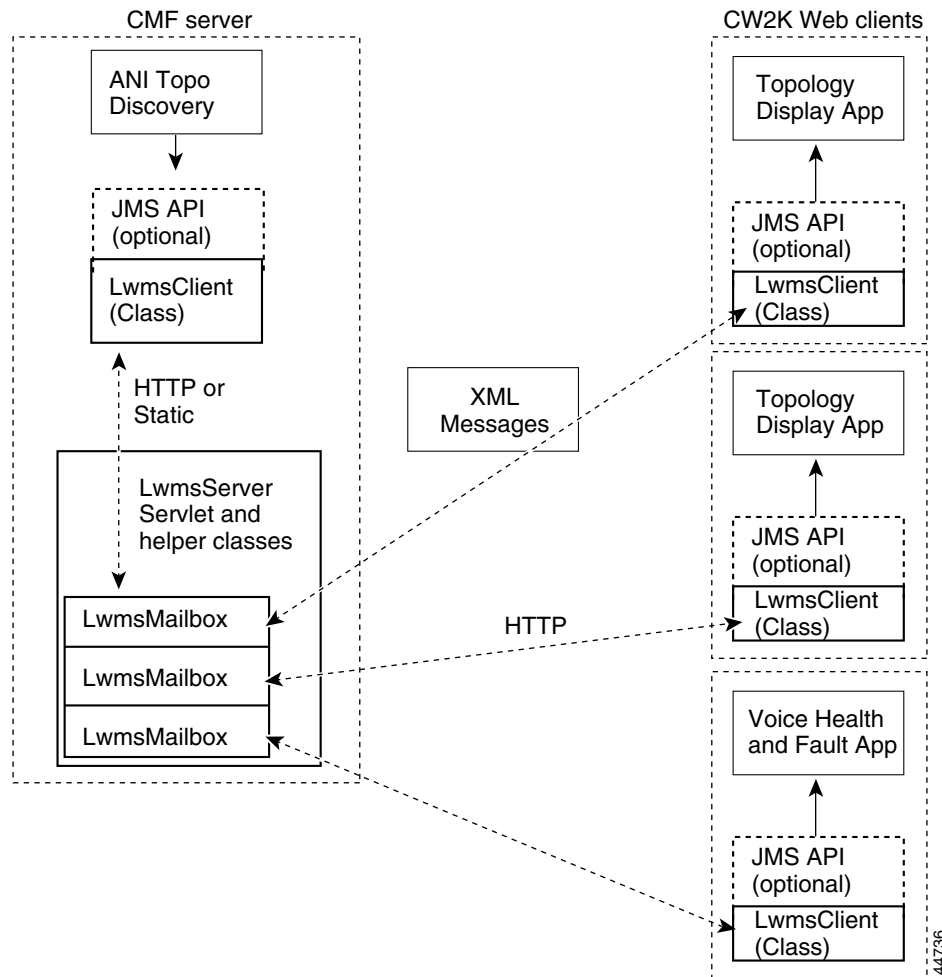 CMF server
ANI Topo
Discovery
JMS API
(optional)
LwmsClient
(Class)
HTTP or
Static
LwmsServer
Servlet and
helper classes
LwmsMailbox
LwmsMailbox
LwmsMailbox
XML
Messages
HTTP
CW2K Web clients
Topology
Display App
JMS API
(optional)
LwmsClient
(Class)
Topology
Display App
JMS API
(optional)
LwmsClient
(Class)
Voice Health
and Fault App
JMS API
(optional)
LwmsClient
(Class)
44736